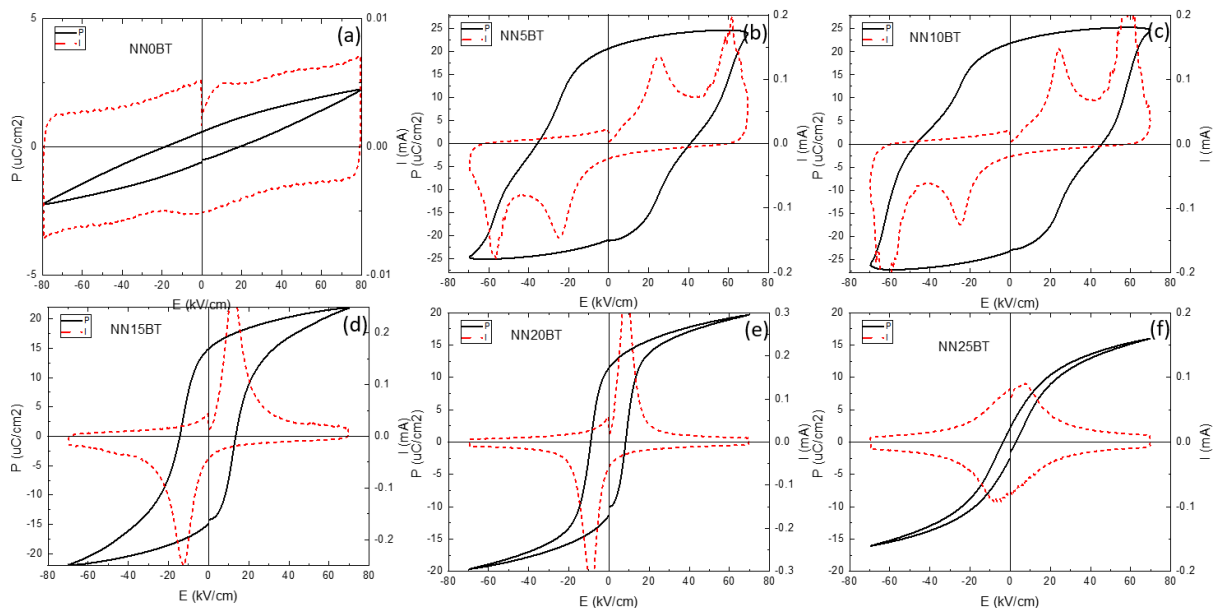 5
0
-5
P (uC/cm2)
P
I
NN0BT
(a)
0.01
0.00
-0.01
I (mA)
-80 -60 -40 -20 0 20 40 60 80
E (kV/cm)
25
20
15
10
5
0
-5
-10
-15
-20
-25
P (uC/cm2)
P
I
NN5BT
(b)
0.2
0.1
0.0
-0.1
-0.2
I (mA)
-80 -60 -40 -20 0 20 40 60 80
E (kV/cm)
25
20
15
10
5
0
-5
-10
-15
-20
-25
P (uC/cm2)
P
I
NN10BT
(c)
0.2
0.1
0.0
-0.1
-0.2
I (mA)
-80 -60 -40 -20 0 20 40 60 80
E (kV/cm)
20
15
10
5
0
-5
-10
-15
-20
P (uC/cm2)
P
I
NN15BT
(d)
0.2
0.1
0.0
-0.1
-0.2
I (mA)
-80 -60 -40 -20 0 20 40 60 80
E (kV/cm)
20
15
10
5
0
-5
-10
-15
-20
P (uC/cm2)
P
I
NN20BT
(e)
0.3
0.2
0.1
0.0
-0.1
-0.2
-0.3
I (mA)
-80 -60 -40 -20 0 20 40 60 80
E (kV/cm)
20
15
10
5
0
-5
-10
-15
-20
P (uC/cm2)
P
I
NN25BT
(f)
0.2
0.1
0.0
-0.1
-0.2
I (mA)
-80 -60 -40 -20 0 20 40 60 80
E (kV/cm)